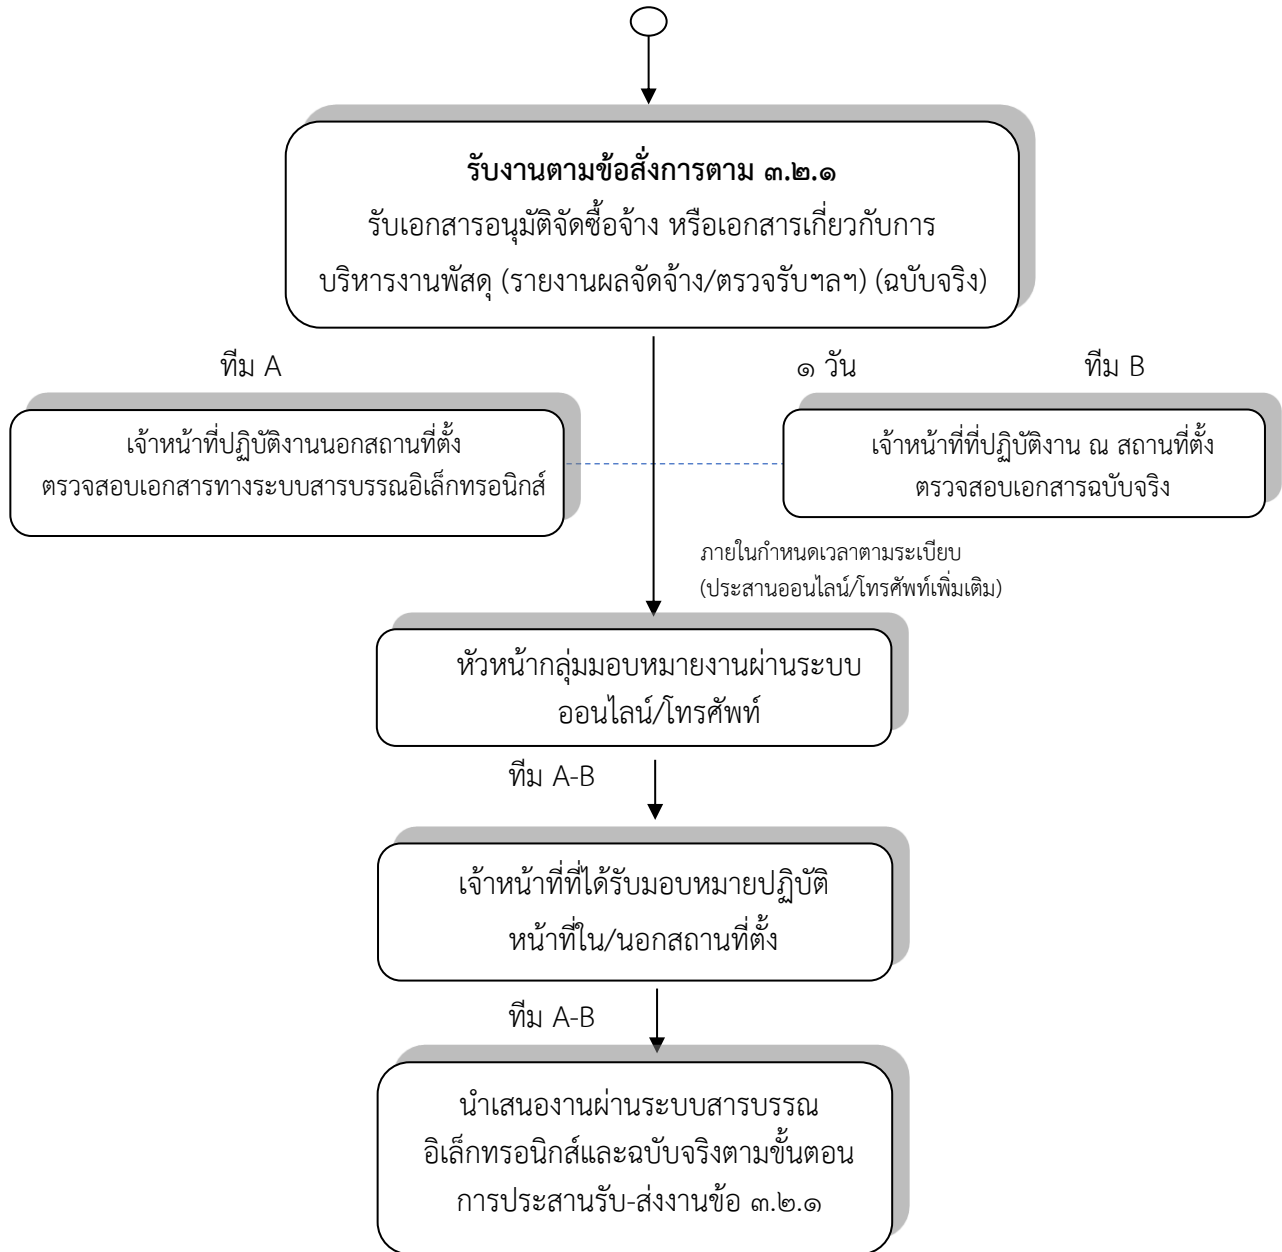 รับงานตามข้อสั่งการตาม ๓.๒.๑
รับเอกสารอนุมัติจัดซื้อจ้าง หรือเอกสารเกี่ยวกับการ
บริหารงานพัสดุ (รายงานผลจัดจ้าง/ตรวจรับฯลฯ) (ฉบับจริง)
ทีม A
๑ วัน
ทีม B
เจ้าหน้าที่ปฏิบัติงานนอกสถานที่ตั้ง
ตรวจสอบเอกสารทางระบบสารบรรณอิเล็กทรอนิกส์
เจ้าหน้าที่ที่ปฏิบัติงาน ณ สถานที่ตั้ง
ตรวจสอบเอกสารฉบับจริง
ภายในกำหนดเวลาตามระเบียบ
(ประสานออนไลน์/โทรศัพท์เพิ่มเติม)
หัวหน้ากลุ่มมอบหมายงานผ่านระบบ
ออนไลน์/โทรศัพท์
ทีม A-B
เจ้าหน้าที่ที่ได้รับมอบหมายปฏิบัติ
หน้าที่ใน/นอกสถานที่ตั้ง
ทีม A-B
นำเสนองานผ่านระบบสารบรรณ
อิเล็กทรอนิกส์และฉบับจริงตามขั้นตอน
การประสานรับ-ส่งงานข้อ ๓.๒.๑